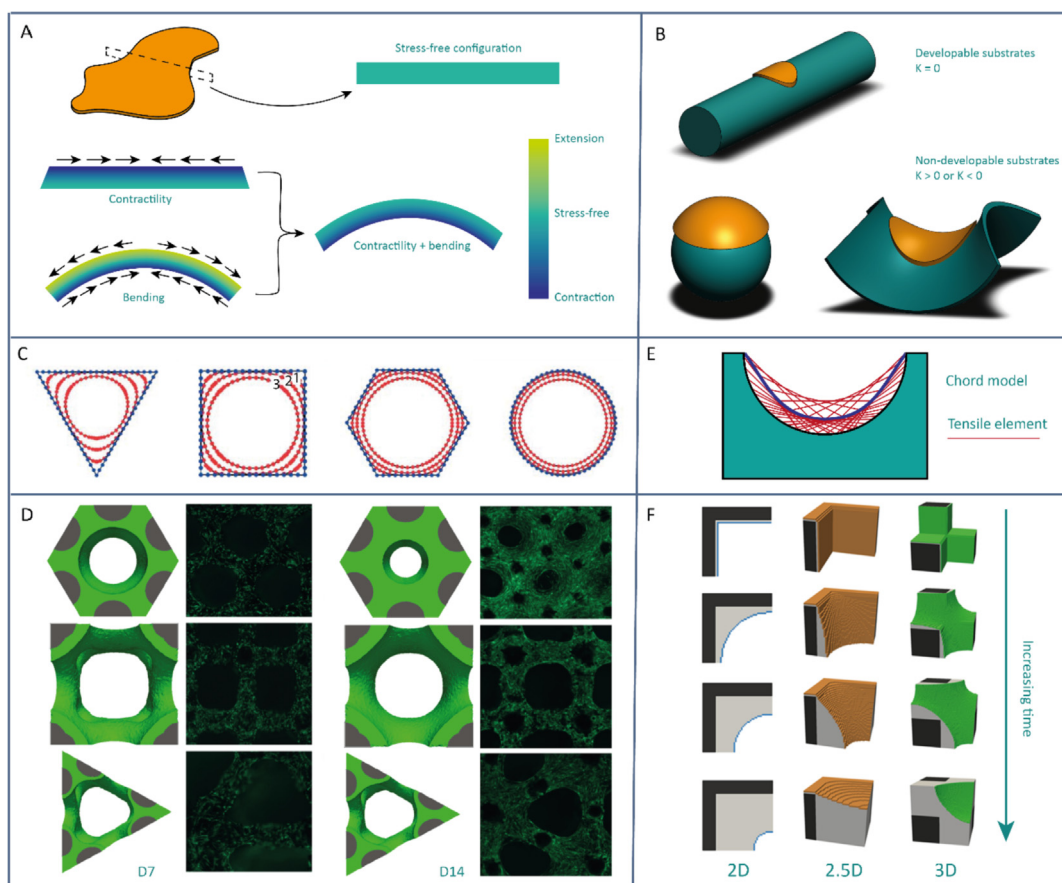 A
Stress-free configuration
Contractility
Bending
Contractility + bending
Extension
Stress-free
Contraction
B
Developable substrates
K = 0
Non-developable substrates
K > 0 or K < 0
C
3 2 1
E
Chord model
Tensile element
D
D7
D14
F
Increasing time
2D
2.5D
3D